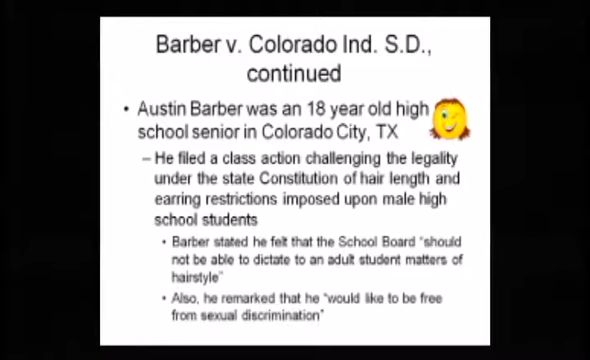 Barber v. Colorado Ind. S.D.,
continued
• Austin Barber was an 18 year old high
school senior in Colorado City, TX
– He filed a class action challenging the legality
under the state Constitution of hair length and
earring restrictions imposed upon male high
school students
• Barber stated he felt that the School Board "should
not be able to dictate to an adult student matters of
hairstyle"
• Also, he remarked that he "would like to be free
from sexual discrimination"